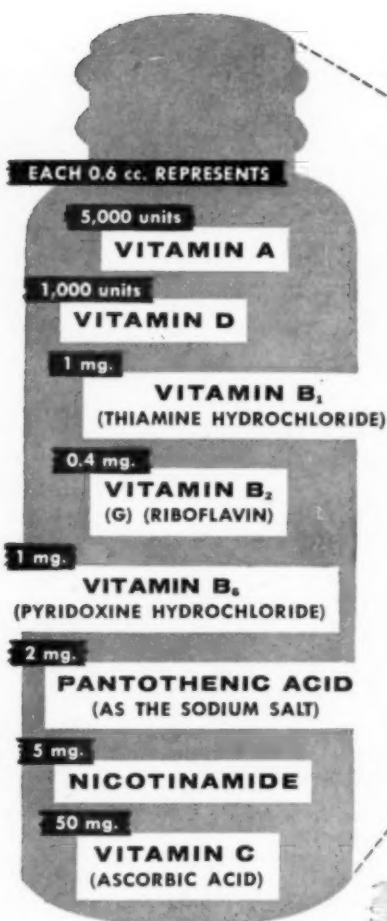 EACH 0.6 cc. REPRESENTS
5,000 units
VITAMIN A
1,000 units
VITAMIN D
1 mg.
VITAMIN B₁
(THIAMINE HYDROCHLORIDE)
0.4 mg.
VITAMIN B₂
(G) (RIBOFLAVIN)
1 mg.
VITAMIN B₆
(PYRIDOXINE HYDROCHLORIDE)
2 mg.
PANTOTHENIC ACID
(AS THE SODIUM SALT)
5 mg.
NICOTINAMIDE
50 mg.
VITAMIN C
(ASCORBIC ACID)